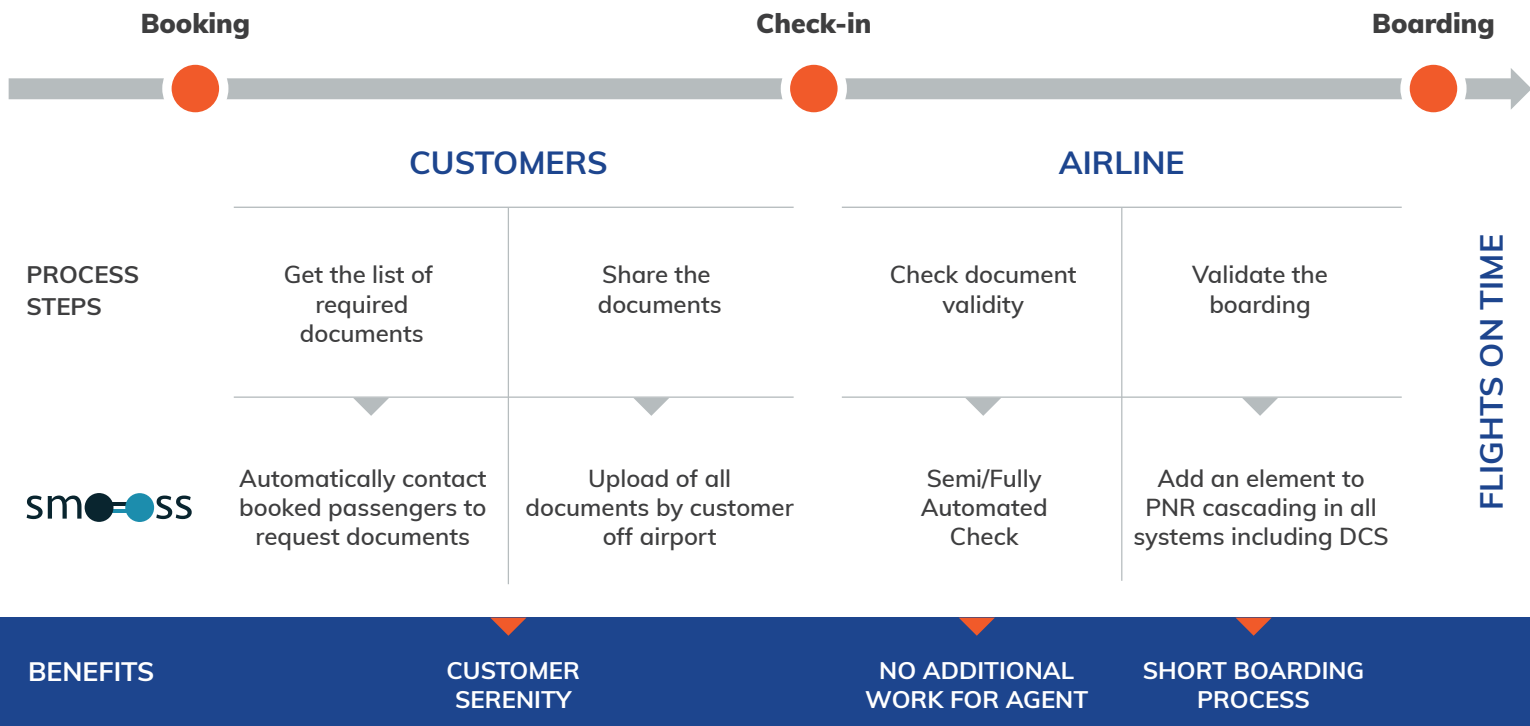 Booking
Check-in
Boarding
CUSTOMERS
AIRLINE
PROCESS
STEPS
Get the list of
required
documents
Share the
documents
Check document
validity
Validate the
boarding
FLIGHTS ON TIME
smooss
Automatically contact
booked passengers to
request documents
Upload of all
documents by customer
off airport
Semi/Fully
Automated
Check
Add an element to
PNR cascading in all
systems including DCS
BENEFITS
CUSTOMER
SERENITY
NO ADDITIONAL
WORK FOR AGENT
SHORT BOARDING
PROCESS